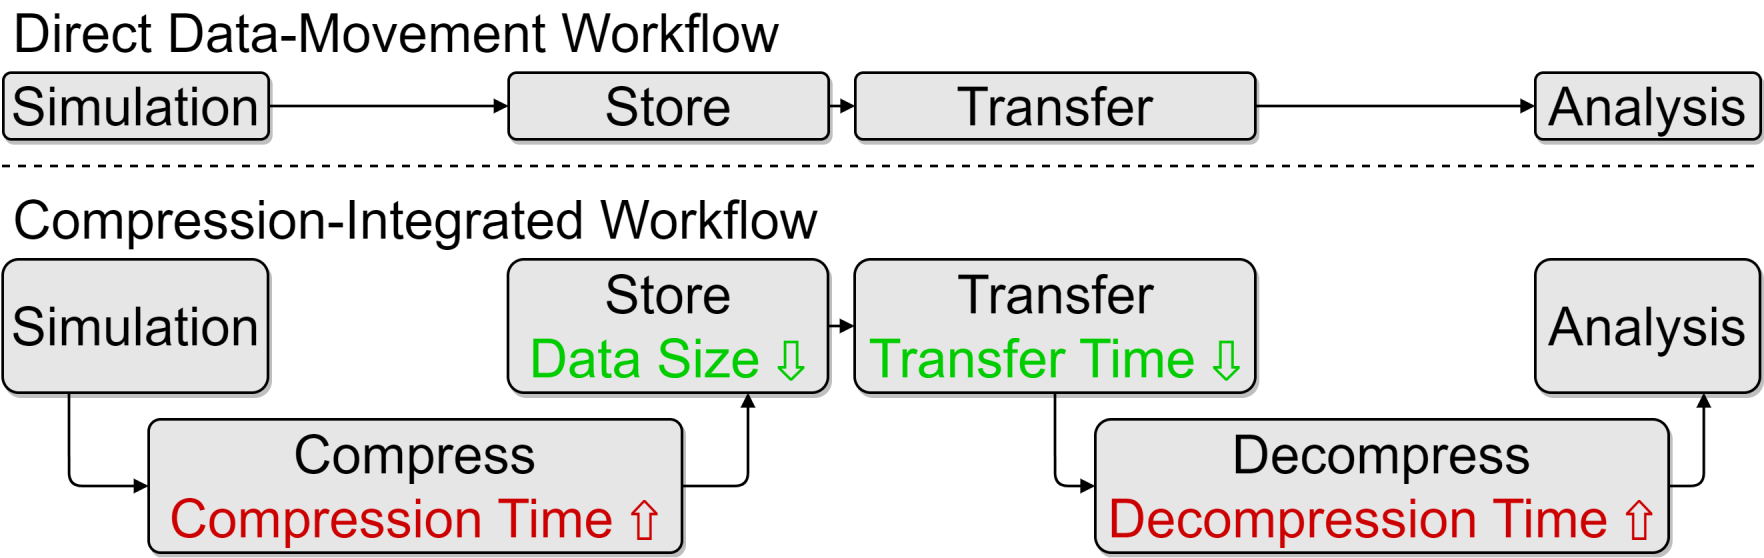 Direct Data-Movement Workflow
Simulation
Store
Transfer
Analysis
Compression-Integrated Workflow
Simulation
Store
Data Size ⇩
Transfer
Transfer Time ⇩
Analysis
Compress
Compression Time ⇧
Decompress
Decompression Time ⇧